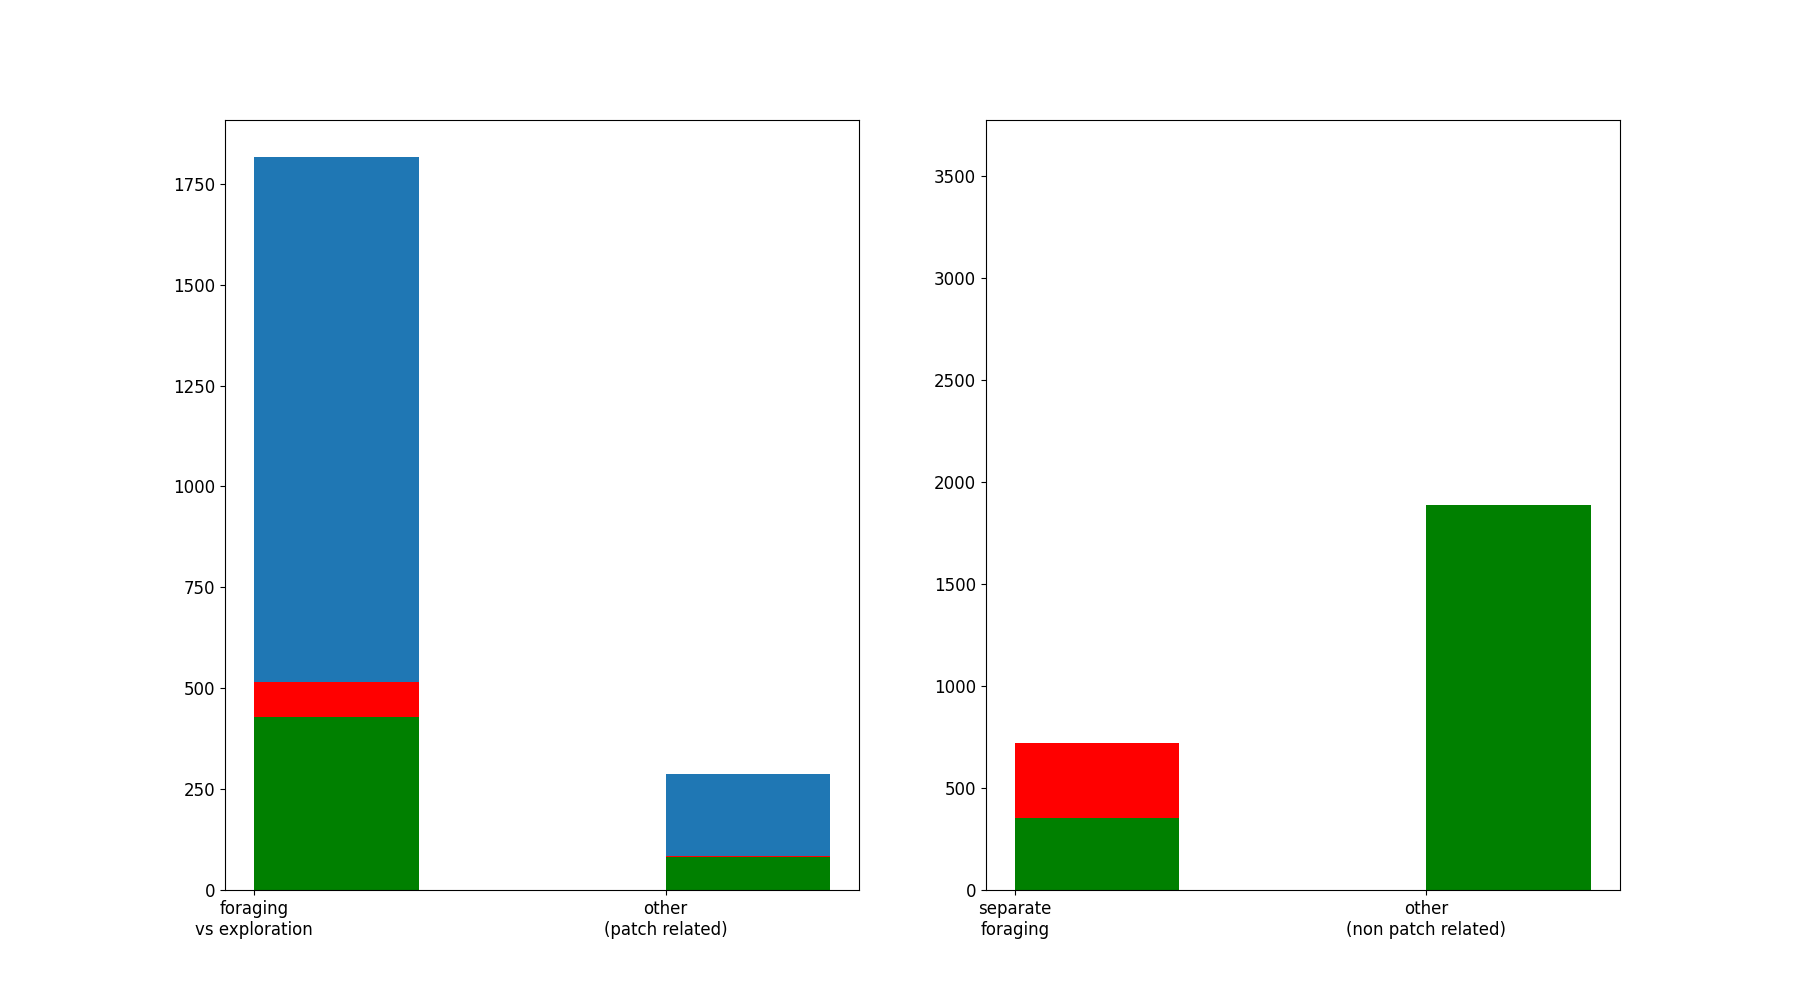 1750
1500
1250
1000
750
500
250
0
foraging
vs exploration
other
(patch related)
3500
3000
2500
2000
1500
1000
500
0
separate
foraging
other
(non patch related)